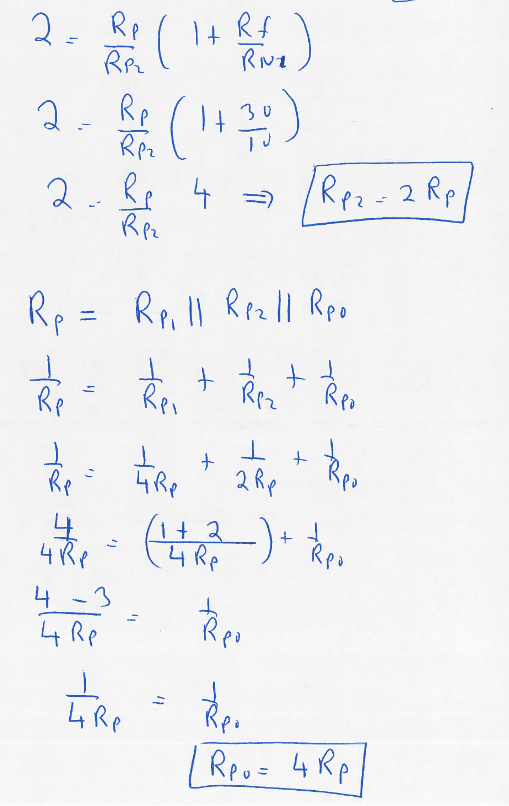 2 = Rp/Rp2 ( 1 + Rf/RN1 )
2 = Rp/Rp2 ( 1 + 30/10 )
2 = Rp/Rp2 4 ⇒ Rp2 = 2 Rp
Rp = Rp1 || Rp2 || Rp0
1/Rp = 1/Rp1 + 1/Rp2 + 1/Rp0
1/Rp = 1/4Rp + 1/2Rp + 1/Rp0
4/4Rp = ( 1 + 2 / 4Rp ) + 1/Rp0
4 - 3 / 4Rp = 1/Rp0
1/4Rp = 1/Rp0
Rp0 = 4 Rp